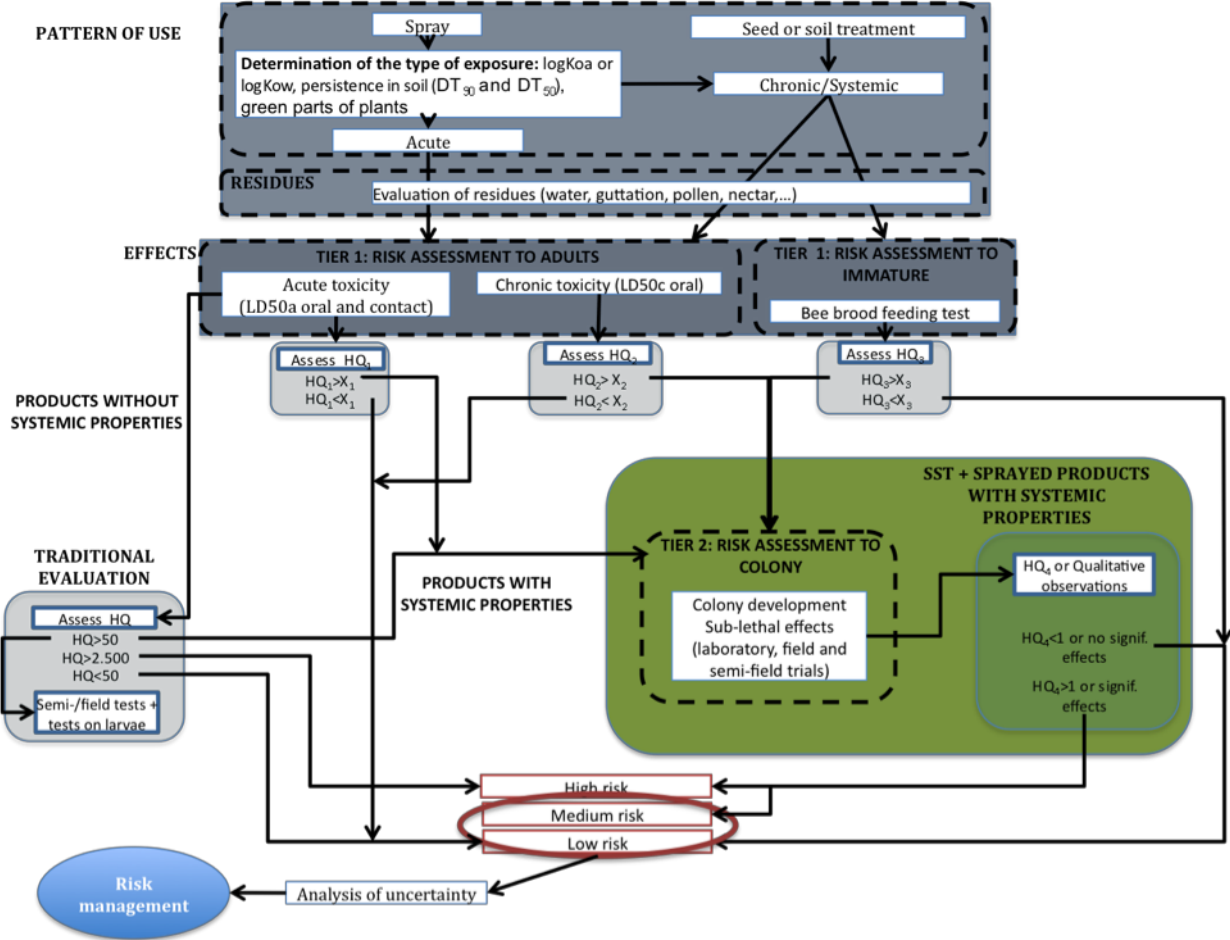 PATTERN OF USE
Spray
Seed or soil treatment
Determination of the type of exposure: logKoa or
logKow, persistence in soil (DT90 and DT50),
green parts of plants
Chronic/Systemic
Acute
RESIDUES
Evaluation of residues (water, guttation, pollen, nectar,...)
EFFECTS
TIER 1: RISK ASSESSMENT TO ADULTS
Acute toxicity
(LD50a oral and contact)
Chronic toxicity (LD50c oral)
TIER 1: RISK ASSESSMENT TO
IMMATURE
Bee brood feeding test
Assess HQ1
HQ1>X1
HQ1<X1
Assess HQ2
HQ2> X2
HQ2< X2
Assess HQ3
HQ3>X3
HQ3<X3
PRODUCTS WITHOUT
SYSTEMIC PROPERTIES
SST + SPRAYED PRODUCTS
WITH SYSTEMIC
PROPERTIES
TIER 2: RISK ASSESSMENT TO
COLONY
Colony development
Sub-lethal effects
(laboratory, field and
semi-field trials)
HQ4 or Qualitative
observations
HQ4<1 or no signif.
effects
HQ4>1 or signif.
effects
TRADITIONAL
EVALUATION
Assess HQ
HQ>50
HQ>2.500
HQ<50
Semi-/field tests +
tests on larvae
PRODUCTS WITH
SYSTEMIC PROPERTIES
High risk
Medium risk
Low risk
Analysis of uncertainty
Risk
management